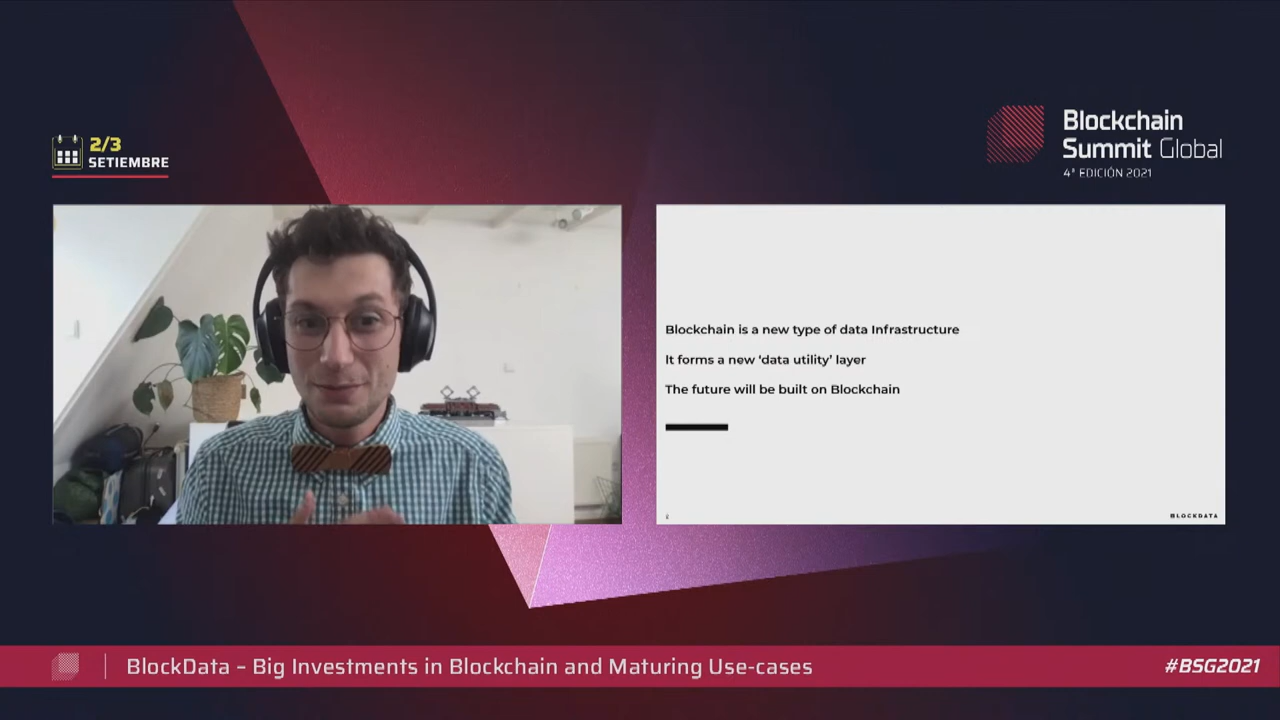 2/3
SETIEMBRE
Blockchain
Summit Global
4ª EDICIÓN 2021
Blockchain is a new type of data Infrastructure
It forms a new ‘data utility’ layer
The future will be built on Blockchain
BLOCKDATA
BlockData – Big Investments in Blockchain and Maturing Use-cases
#BSG2021